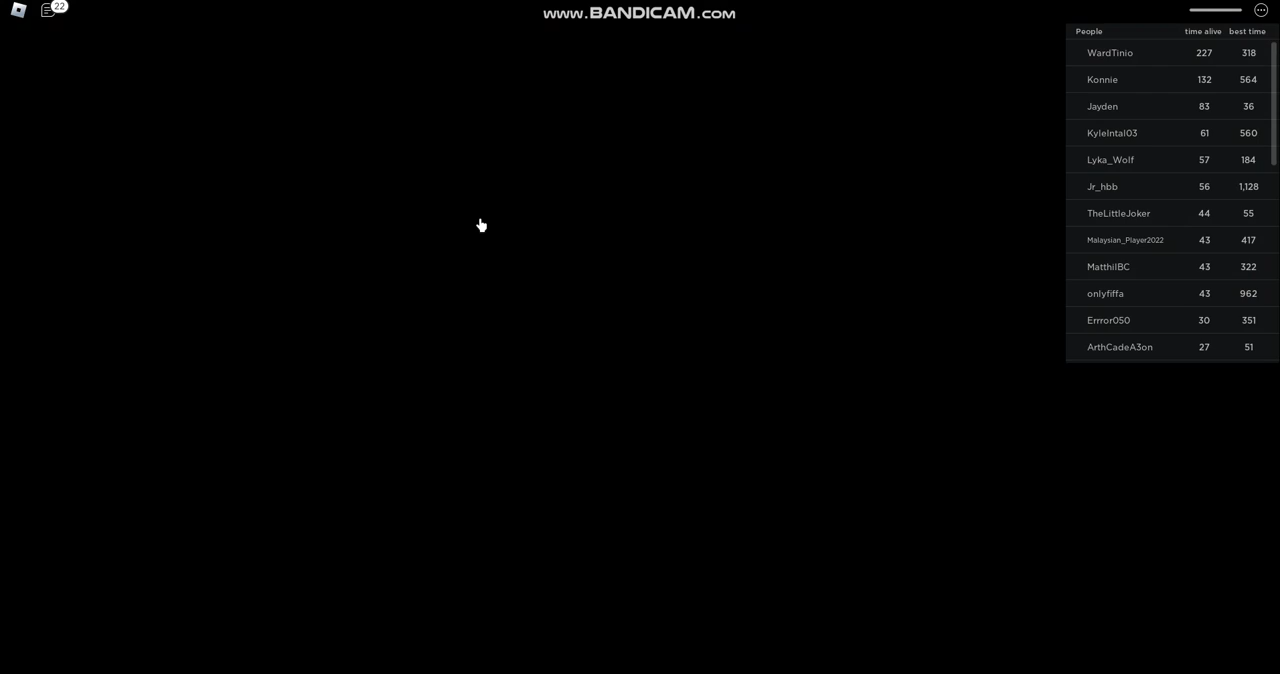 22
www.BANDICAM.com
People time alive best time
WardTinio 227 318
Konnie 132 564
Jayden 83 36
KyleIntal03 61 560
Lyka_Wolf 57 184
Jr_hbb 56 1,128
TheLittleJoker 44 55
Malaysian_Player2022 43 417
MatthilBC 43 322
onlyfiffa 43 962
Errror050 30 351
ArthCadeA3on 27 51